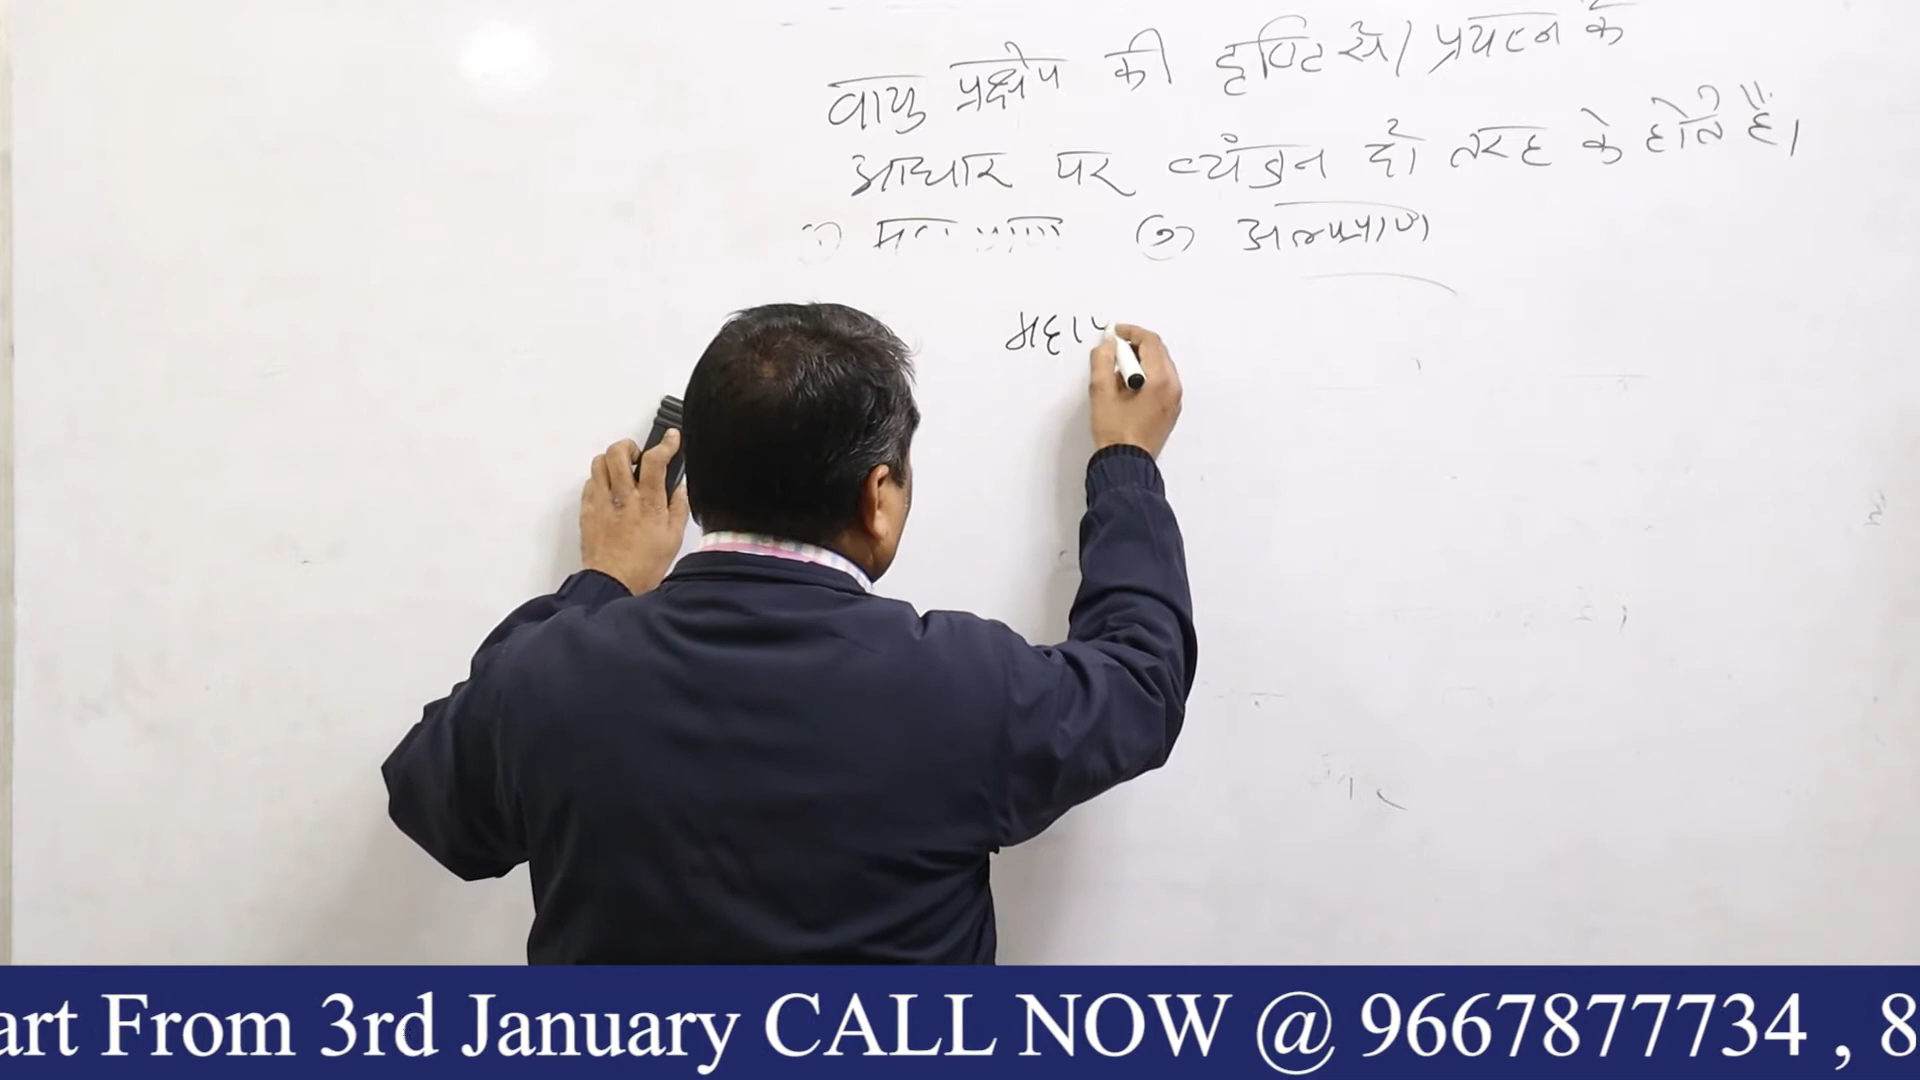 वायु प्रक्षेप की दृष्टि से / प्रयत्न के
आधार पर व्यंजन दो तरह के होते हैं।
② अल्पप्राण
महाप
art From 3rd January CALL NOW @ 9667877734 , 8